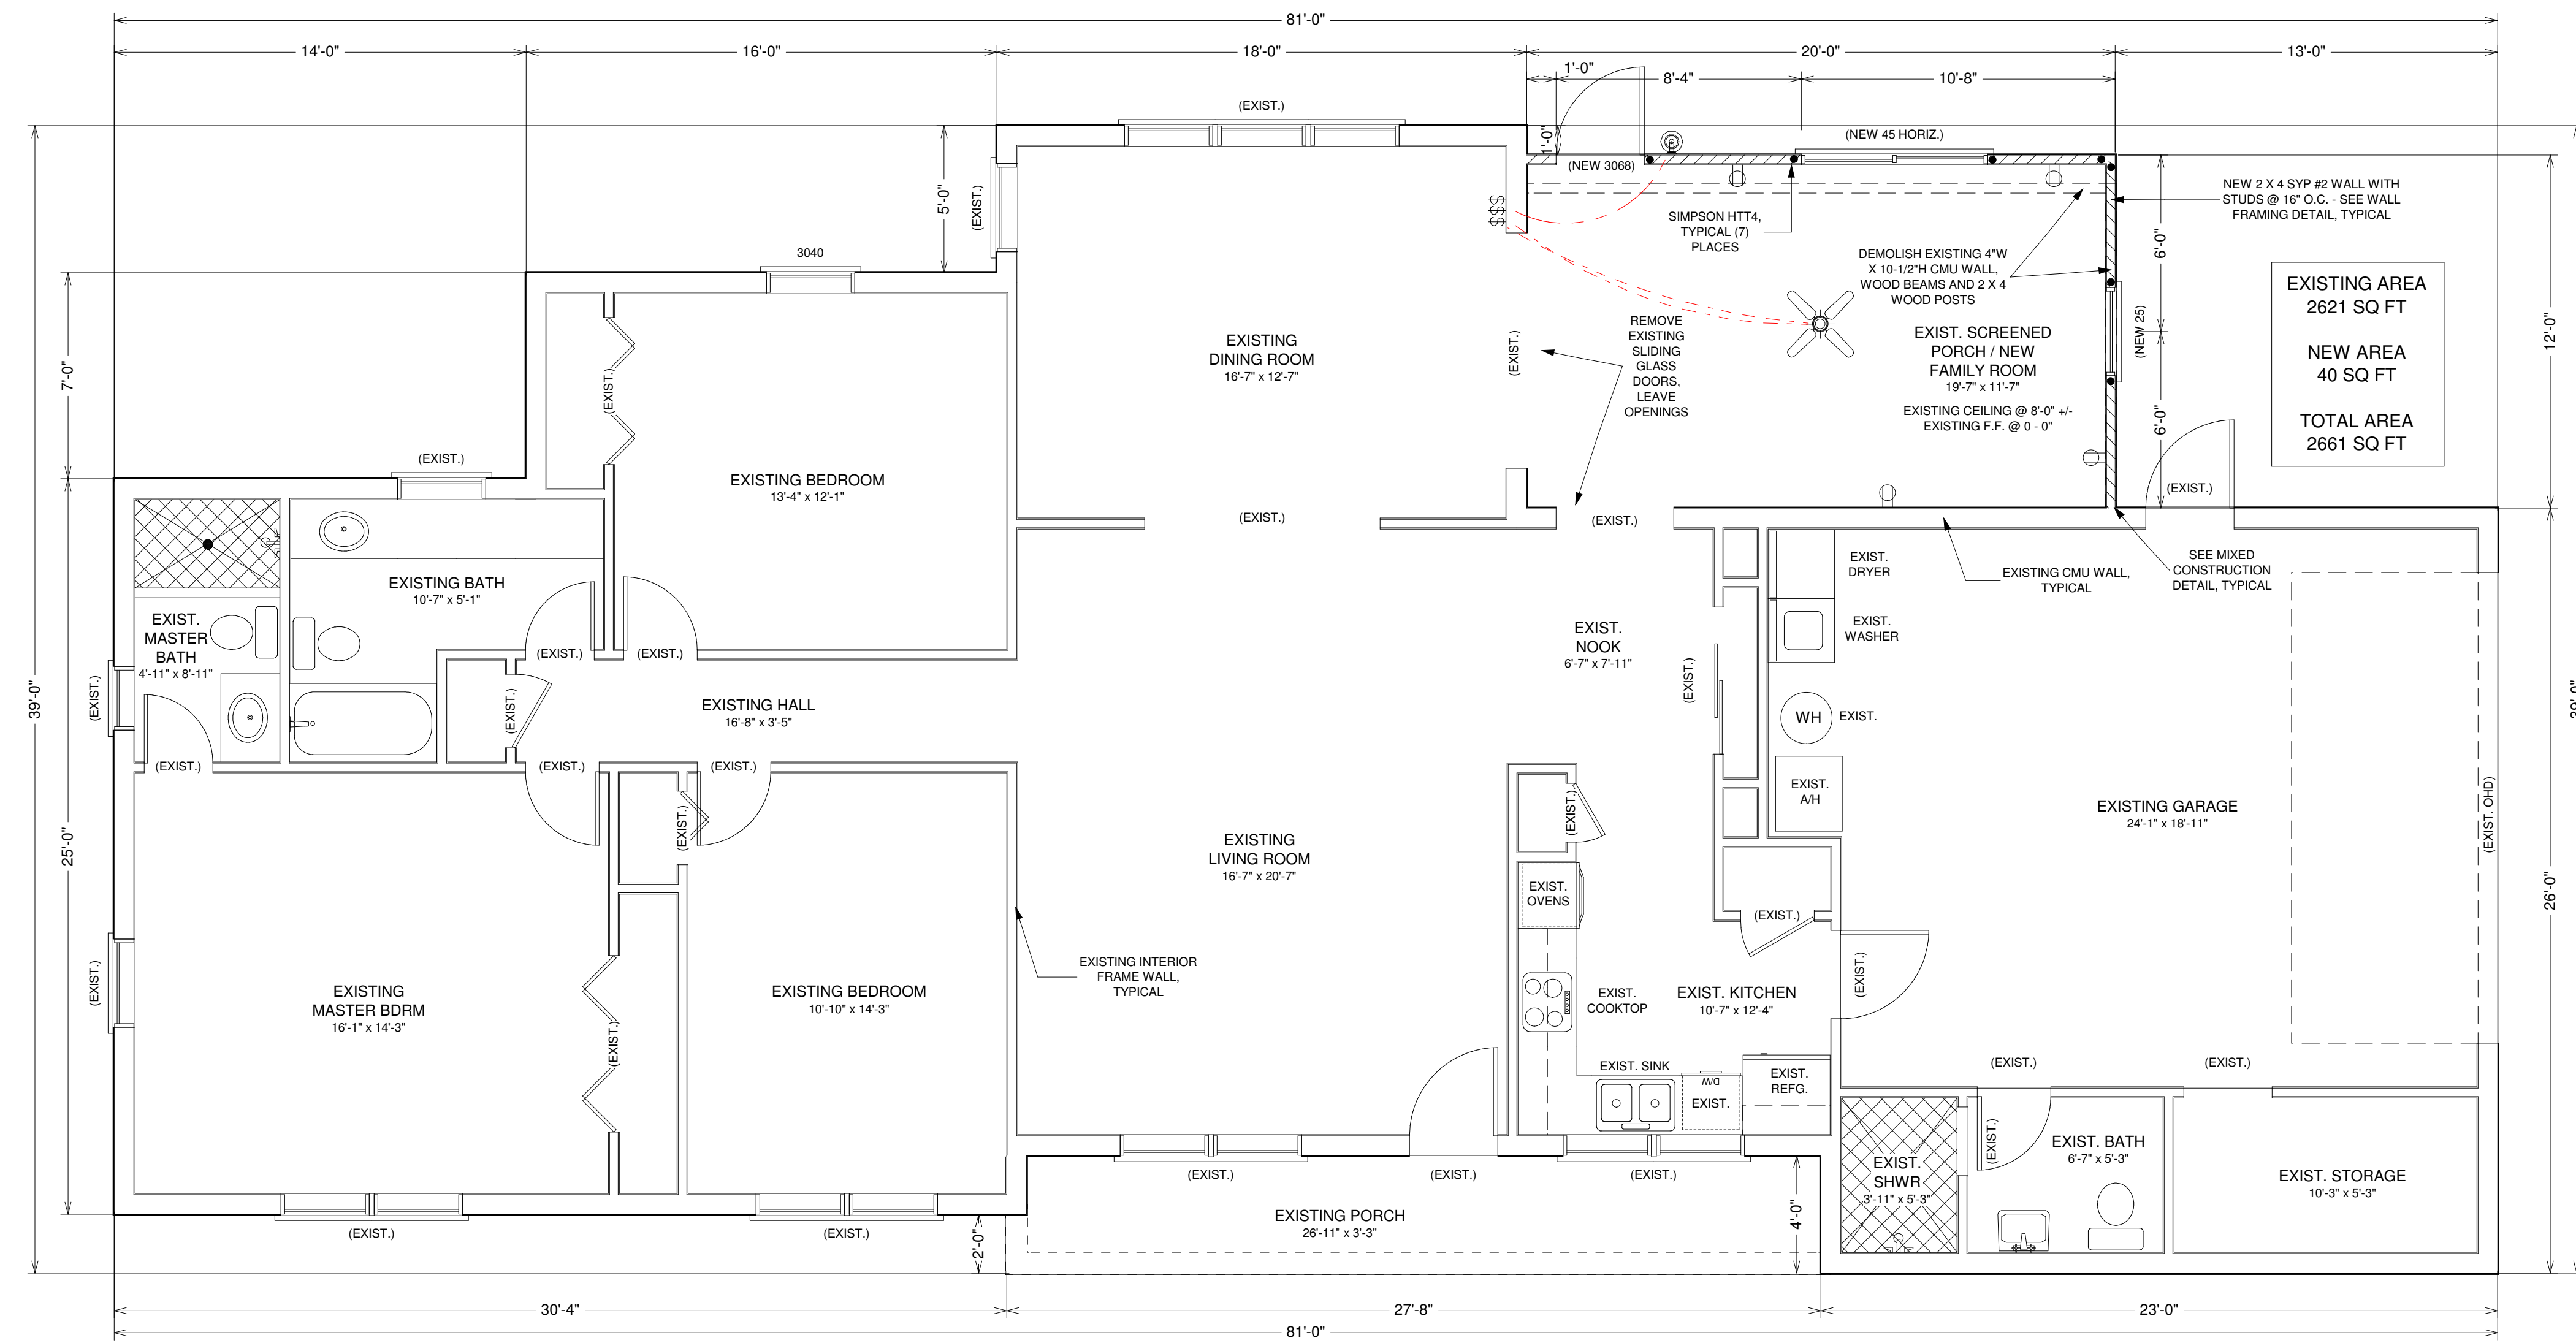 81'-0"
14'-0"
16'-0"
18'-0"
20'-0"
13'-0"
1'-0"
8'-4"
10'-8"
(EXIST.)
1'-0"
(NEW 45 HORIZ.)
(NEW 3068)
5'-0"
(EXIST.)
$$$
SIMPSON HTT4,
TYPICAL (7)
PLACES
NEW 2 X 4 SYP #2 WALL WITH
STUDS @ 16" O.C. - SEE WALL
FRAMING DETAIL, TYPICAL
6'-0"
3040
DEMOLISH EXISTING 4"W
X 10-1/2"H CMU WALL,
WOOD BEAMS AND 2 X 4
WOOD POSTS
EXISTING AREA
2621 SQ FT
NEW AREA
40 SQ FT
TOTAL AREA
2661 SQ FT
12'-0"
REMOVE
EXISTING
SLIDING
GLASS
DOORS,
LEAVE
OPENINGS
EXIST. SCREENED
PORCH / NEW
FAMILY ROOM
19'-7" x 11'-7"
EXISTING CEILING @ 8'-0" +/-
EXISTING F.F. @ 0 - 0"
(NEW 25)
6'-0"
EXISTING
DINING ROOM
16'-7" x 12'-7"
(EXIST.)
7'-0"
(EXIST.)
(EXIST.)
EXISTING BEDROOM
13'-4" x 12'-1"
(EXIST.)
(EXIST.)
(EXIST.)
EXISTING BATH
10'-7" x 5'-1"
EXIST.
DRYER
EXISTING CMU WALL,
TYPICAL
SEE MIXED
CONSTRUCTION
DETAIL, TYPICAL
EXIST.
MASTER
BATH
4'-11" x 8'-11"
EXIST.
NOOK
6'-7" x 7'-11"
EXIST.
WASHER
(EXIST.)
(EXIST.)
39'-0"
(EXIST.)
(EXIST.)
EXISTING HALL
16'-8" x 3'-5"
(EXIST.)
WH
EXIST.
39'-0"
(EXIST.)
(EXIST.)
(EXIST.)
EXIST.
A/H
25'-0"
(EXIST.)
(EXIST.)
EXISTING GARAGE
24'-1" x 18'-11"
(EXIST. OHD)
EXISTING
LIVING ROOM
16'-7" x 20'-7"
EXIST.
OVENS
26'-0"
(EXIST.)
(EXIST.)
EXISTING INTERIOR
FRAME WALL,
TYPICAL
(EXIST.)
EXISTING
MASTER BDRM
16'-1" x 14'-3"
(EXIST.)
EXISTING BEDROOM
10'-10" x 14'-3"
EXIST.
COOKTOP
EXIST. KITCHEN
10'-7" x 12'-4"
(EXIST.)
EXIST. SINK
D/W
EXIST.
EXIST.
REFG.
(EXIST.)
(EXIST.)
(EXIST.)
EXIST. BATH
6'-7" x 5'-3"
EXIST.
SHWR
3'-11" x 5'-3"
EXIST. STORAGE
10'-3" x 5'-3"
(EXIST.)
(EXIST.)
(EXIST.)
(EXIST.)
(EXIST.)
2'-0"
EXISTING PORCH
26'-11" x 3'-3"
4'-0"
30'-4"
27'-8"
23'-0"
81'-0"